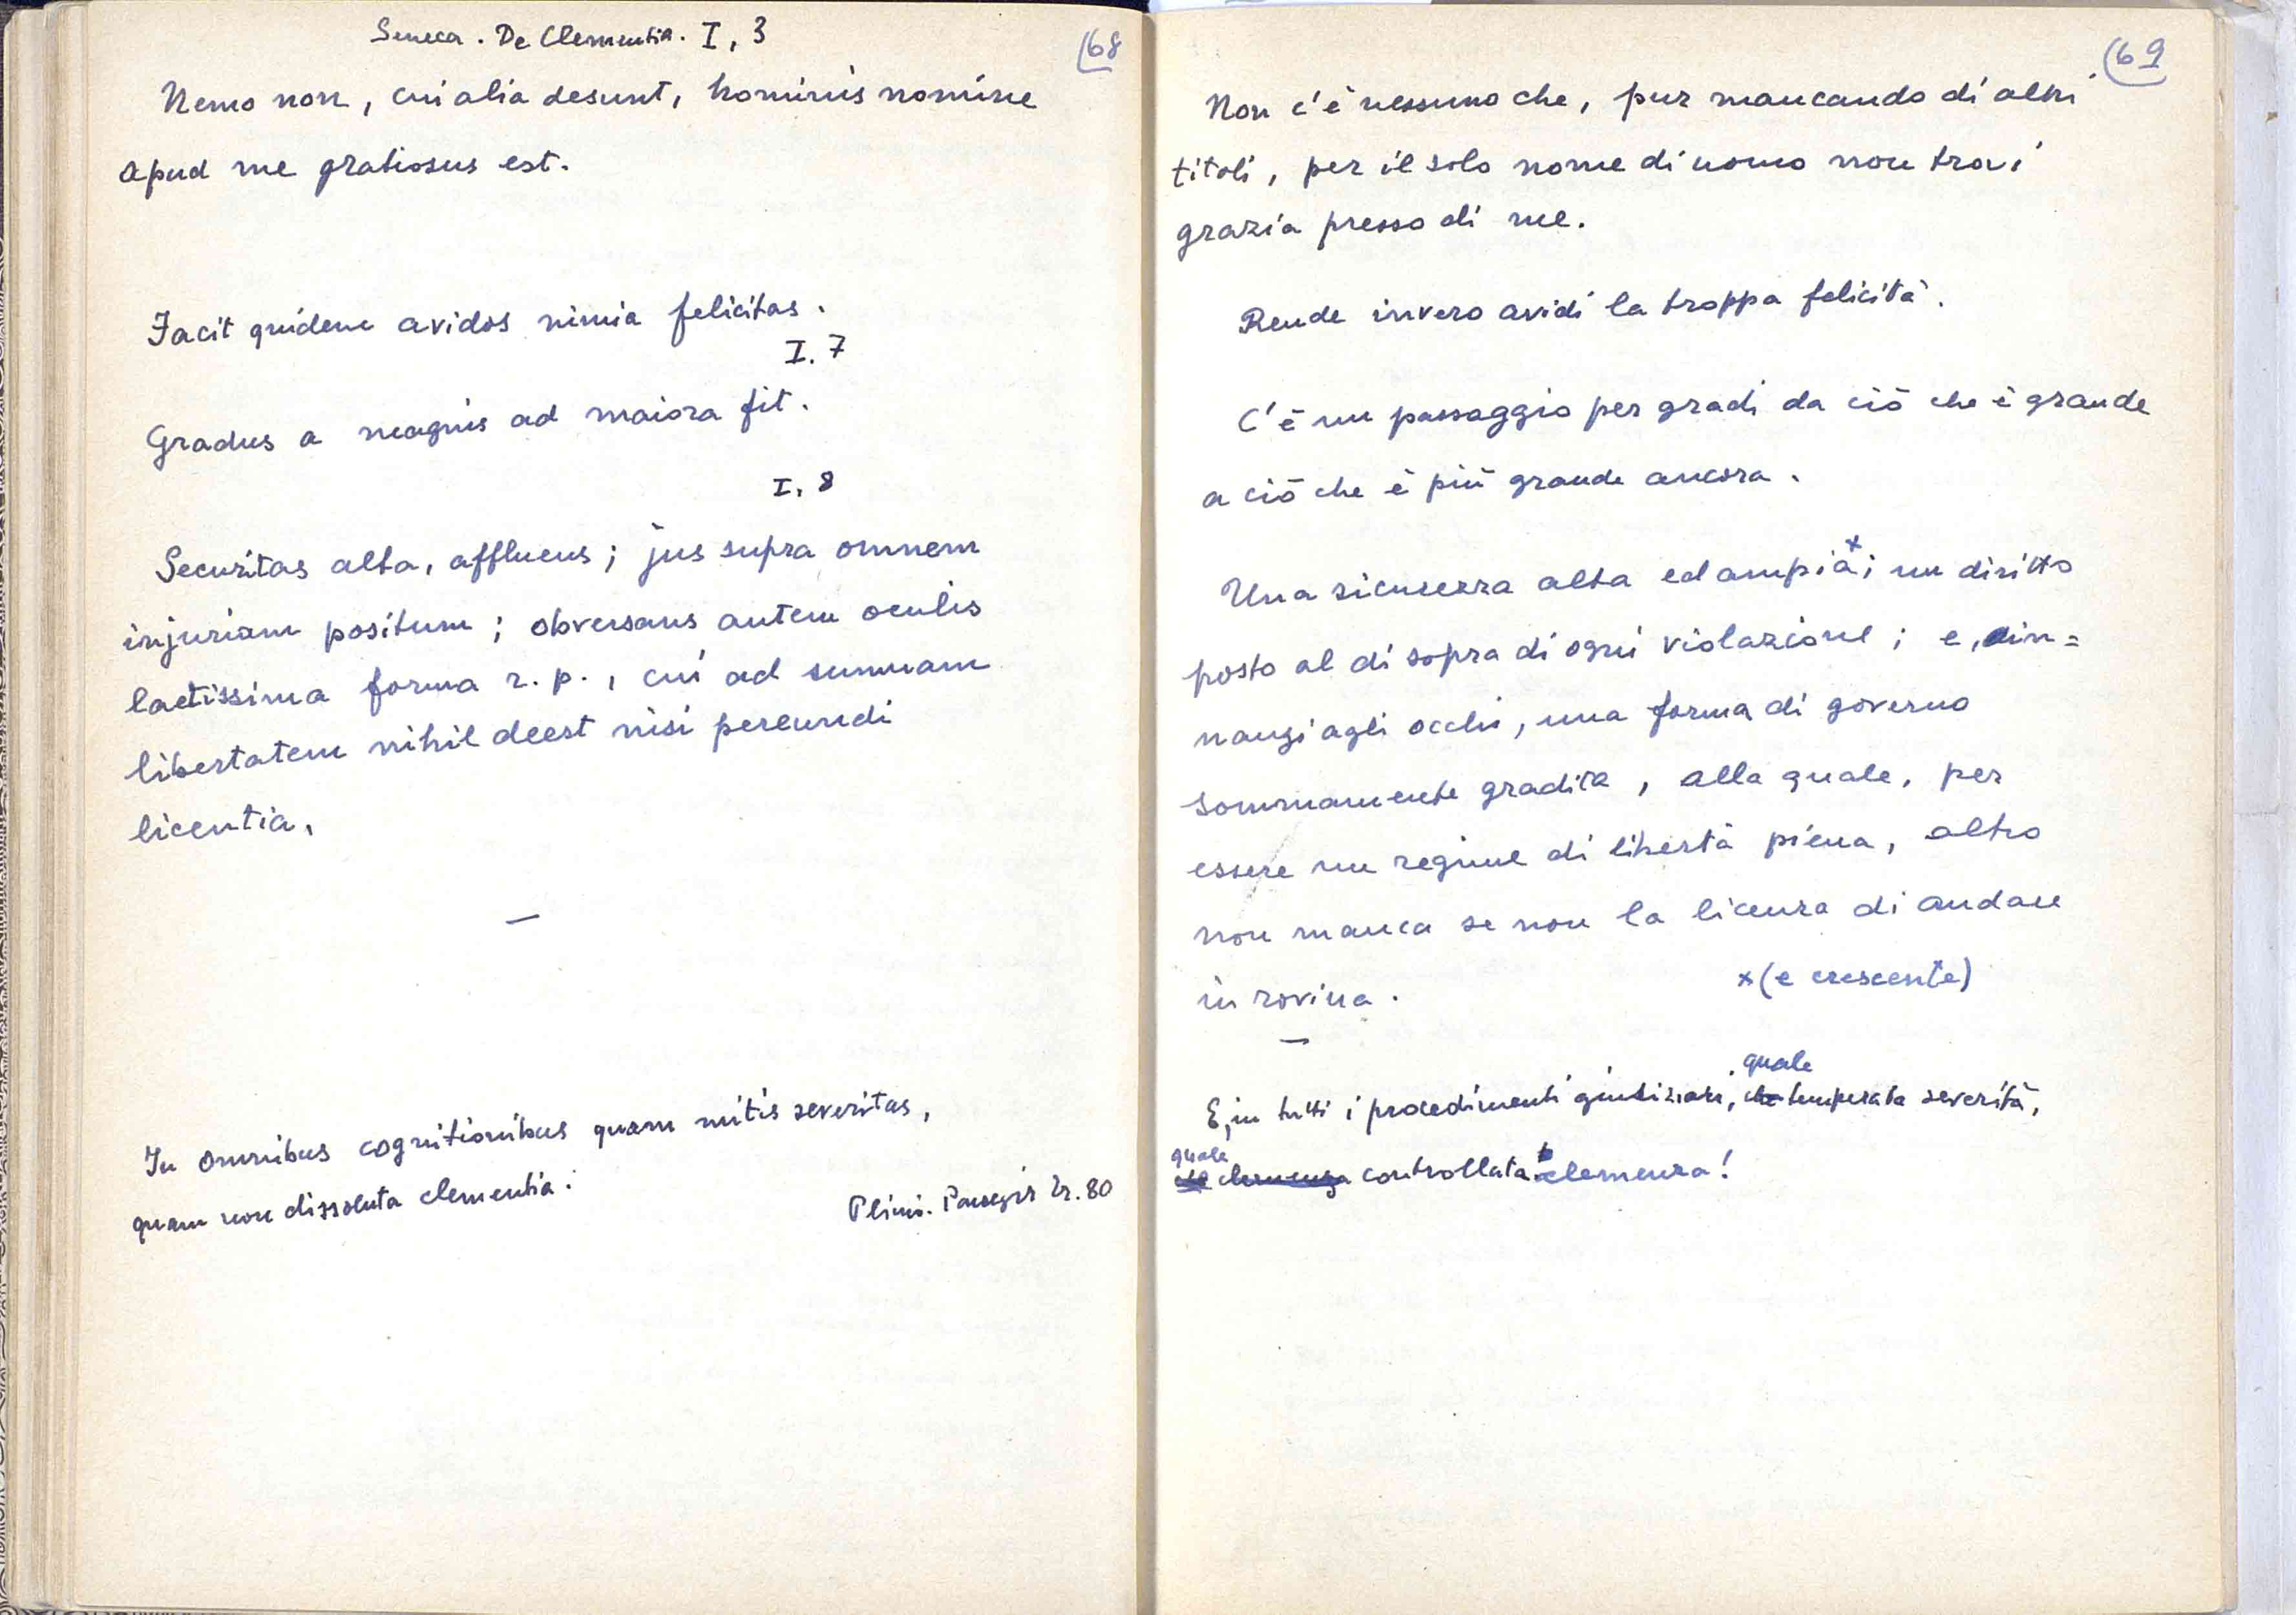 Seneca. De Clementia. I, 3
68
Nemo non, cui alia desunt, hominis nomine
apud me gratiosus est.
Facit quidem avidos nimia felicitas.
I. 7
Gradus a magnis ad maiora fit.
I, 8
Securitas alta, affluens; jus supra omnem
injuriam positum; obversans autem oculis
laetissima forma r. p., cui ad summam
libertatem nihil deest nisi pereundi
licentia,
—
In omnibus cognitionibus quam mitis severitas,
quam non dissoluta clementia!
Plinio. Panegir Zr. 80
69
Non c'è nessuno che, pur mancando di altri
titoli, per il solo nome di uomo non trovi
grazia presso di me.
Rende invero avidi la troppa felicità.
C'è un passaggio per gradi da ciò che è grande
a ciò che è più grande ancora.
Una sicurezza alta ed ampia x; un diritto
posto al di sopra di ogni violazione; e, din=
nanzi agli occhi, una forma di governo
sommamente gradita, alla quale, per
essere un regime di libertà piena, altro
non manca se non la licenza di andare
in rovina.
x (e crescente)
—
quale
E, in tutti i procedimenti giudiziari, che temperata severità,
quale
che clemenza controllata clemenza!